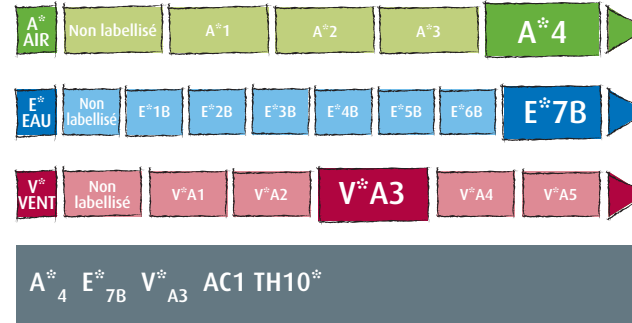 A* AIR Non labellisé A*1 A*2 A*3 A*4
E* EAU Non labellisé E*1B E*2B E*3B E*4B E*5B E*6B E*7B
V* VENT Non labellisé V*A1 V*A2 V*A3 V*A4 V*A5
A*4 E*7B V*A3 AC1 TH10*